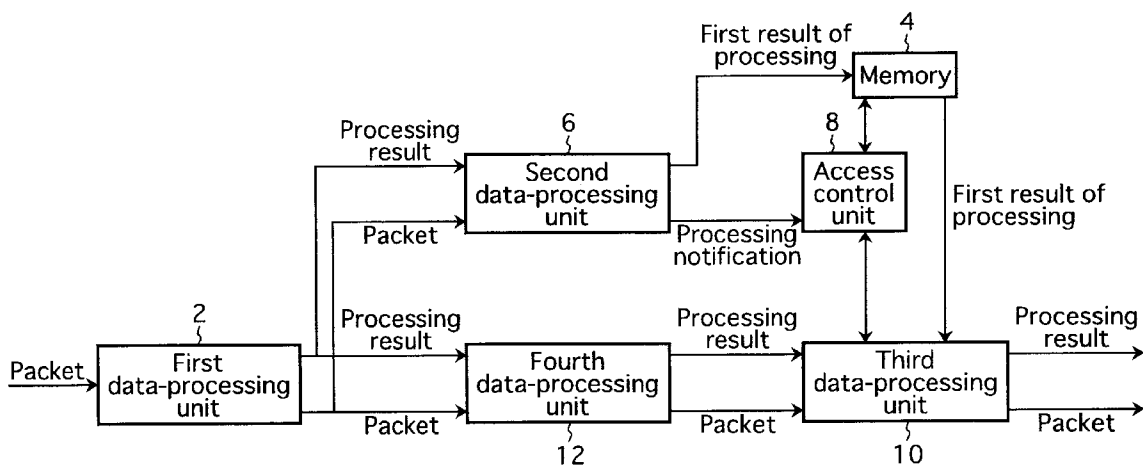 4
First result of
processing
Memory
6
8
Processing
result
Second
data-processing
unit
Access
control
unit
First result of
processing
Packet
Processing
notification
2
Processing
result
Processing
result
Processing
result
Packet
First
data-processing
unit
Fourth
data-processing
unit
Third
data-processing
unit
Packet
Packet
Packet
12
10